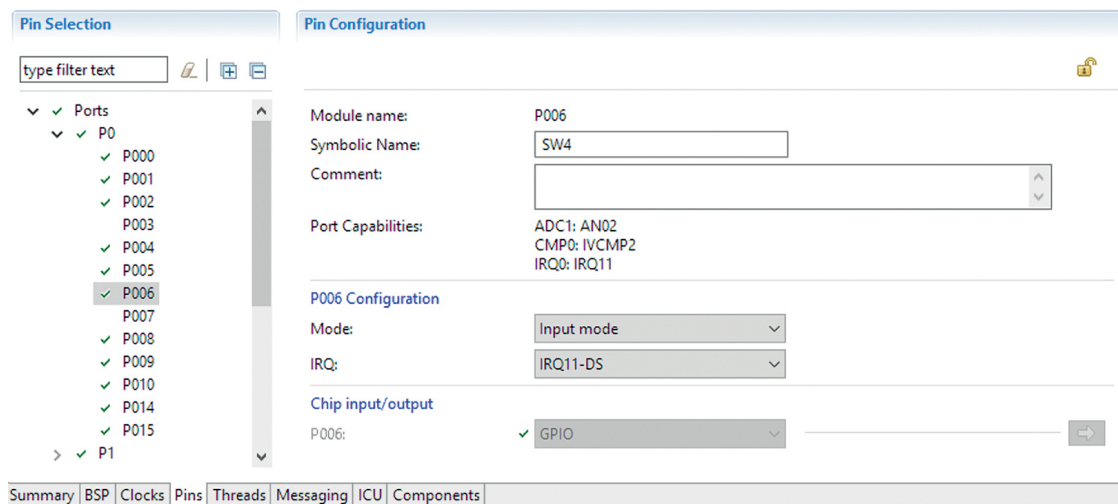 Pin Selection
type filter text
Ports
P0
P000
P001
P002
P003
P004
P005
P006
P007
P008
P009
P010
P014
P015
P1
Pin Configuration
Module name: P006
Symbolic Name: SW4
Comment:
Port Capabilities: ADC1: AN02
CMP0: IVCMP2
IRQ0: IRQ11
P006 Configuration
Mode: Input mode
IRQ: IRQ11-DS
Chip input/output
P006: GPIO
Summary BSP Clocks Pins Threads Messaging ICU Components